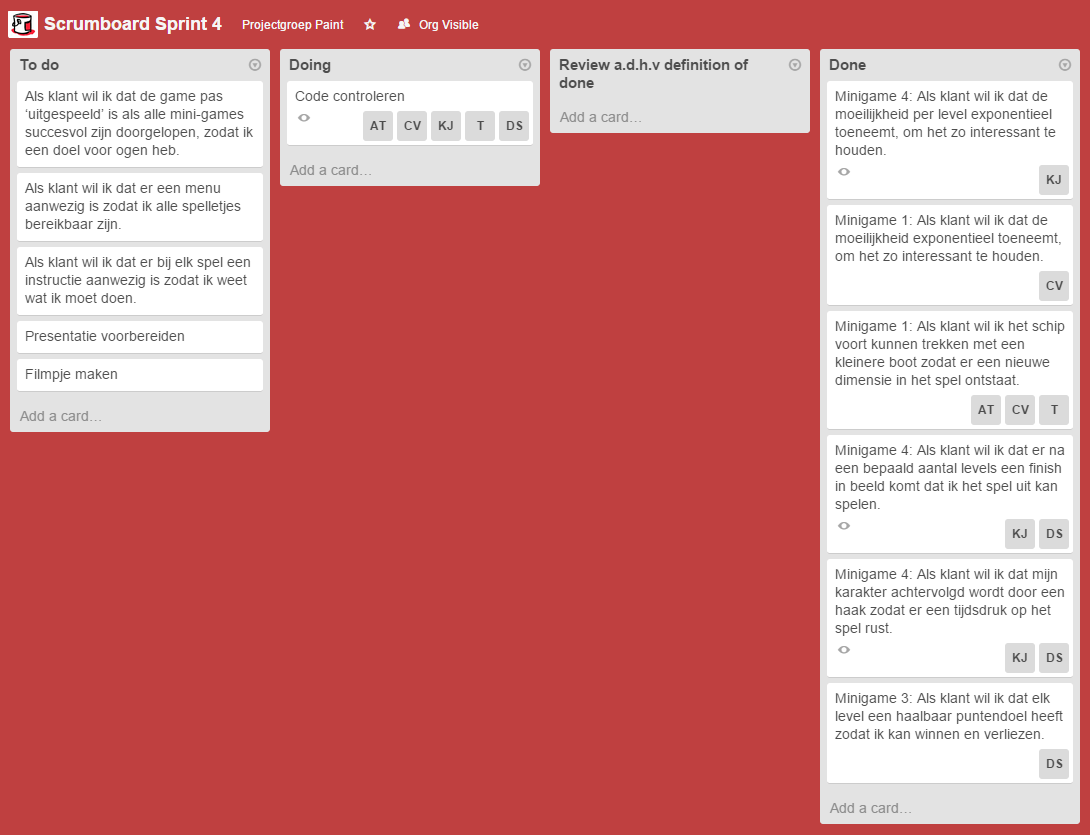 Scrumboard Sprint 4 Projectgroep Paint Org Visible
To do
Als klant wil ik dat de game pas
‘uitgespeeld’ is als alle mini-games
succesvol zijn doorgelopen, zodat ik
een doel voor ogen heb.
Als klant wil ik dat er een menu
aanwezig is zodat ik alle spelletjes
bereikbaar zijn.
Als klant wil ik dat er bij elk spel een
instructie aanwezig is zodat ik weet
wat ik moet doen.
Presentatie voorbereiden
Filmpje maken
Add a card…
Doing
Code controleren
AT CV KJ T DS
Add a card…
Review a.d.h.v definition of
done
Add a card…
Done
Minigame 4: Als klant wil ik dat de
moeilijkheid per level exponentieel
toeneemt, om het zo interessant te
houden.
KJ
Minigame 1: Als klant wil ik dat de
moeilijkheid exponentieel toeneemt,
om het zo interessant te houden.
CV
Minigame 1: Als klant wil ik het schip
voort kunnen trekken met een
kleinere boot zodat er een nieuwe
dimensie in het spel ontstaat.
AT CV T
Minigame 4: Als klant wil ik dat er na
een bepaald aantal levels een finish
in beeld komt dat ik het spel uit kan
spelen.
KJ DS
Minigame 4: Als klant wil ik dat mijn
karakter achtervolgd wordt door een
haak zodat er een tijdsdruk op het
spel rust.
KJ DS
Minigame 3: Als klant wil ik dat elk
level een haalbaar puntendoel heeft
zodat ik kan winnen en verliezen.
DS
Add a card…